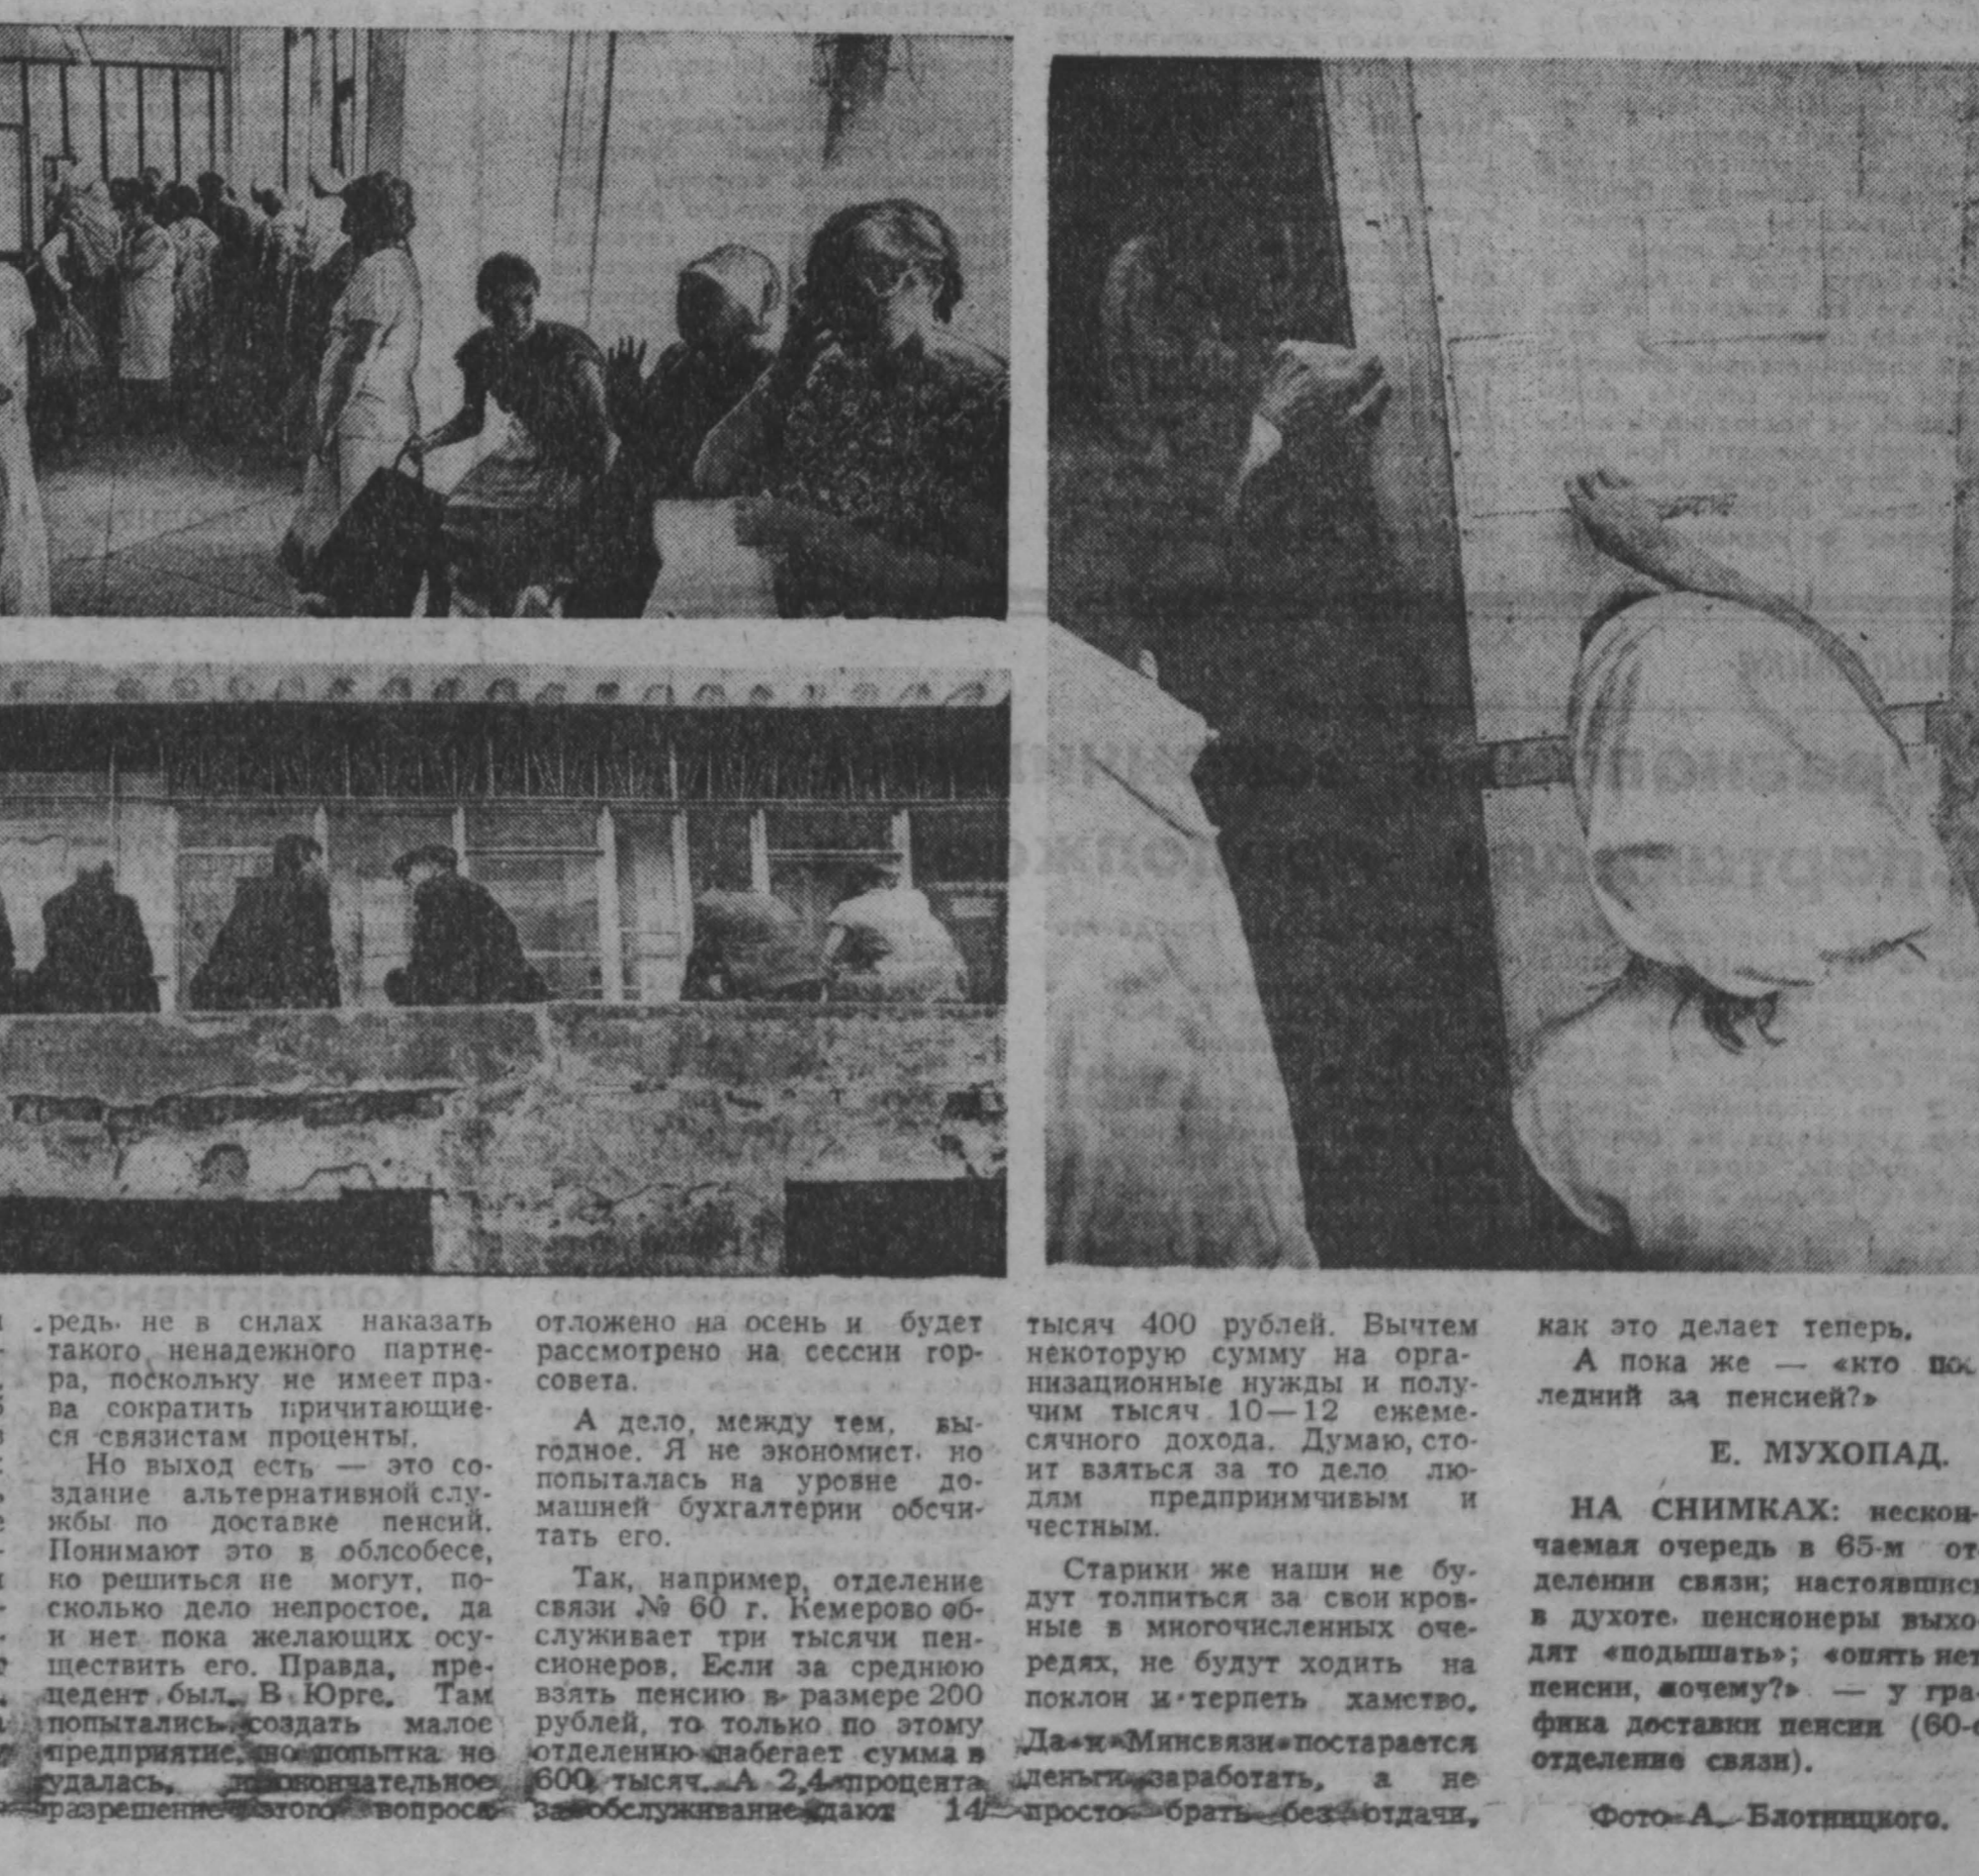 редь, не в силах наказать
такого ненадежного партне-
ра, поскольку не имеет пра-
ва сократить причитающие-
ся связистам проценты.
Но выход есть — это со-
здание альтернативной слу-
жбы по доставке пенсий.
Понимают это в облсобесе,
но решиться не могут, по-
сколько дело непростое, да
и нет пока желающих осу-
ществить его. Правда, пре-
цедент был. В Юрге. Там
попытались создать малое
предприятие, но попытка не
удалась, и окончательное
разрешение этого вопроса
отложено на осень и будет
рассмотрено на сессии гор-
совета.
А дело, между тем, вы-
годное. Я не экономист, но
попыталась на уровне до-
машней бухгалтерии обсчи-
тать его.
Так, например, отделение
связи № 60 г. Кемерово об-
служивает три тысячи пен-
сионеров. Если за среднюю
взять пенсию в размере 200
рублей, то только по этому
отделению набегает сумма в
600 тысяч. А 2,4 процента
за обслуживание дают 14
тысяч 400 рублей. Вычтем
некоторую сумму на орга-
низационные нужды и полу-
чим тысяч 10—12 ежеме-
сячного дохода. Думаю, сто-
ит взяться за то дело лю-
дям предприимчивым и
честным.
Старики же наши не бу-
дут толпиться за свои кров-
ные в многочисленных оче-
редях, не будут ходить на
поклон и терпеть хамство.
Да и Минсвязи постарается
деньги заработать, а не
просто брать без отдачи,
как это делает теперь.
А пока же — «кто пос
ледний за пенсией?»
Е. МУХОПАД.
НА СНИМКАХ: нескон-
чаемая очередь в 65-м от
делении связи; настоявшись
в духоте, пенсионеры выхо
дят «подышать»; «опять нет
пенсии, почему?» — у гра
фика доставки пенсии (60-е
отделение связи).
Фото А. Блотницкого.